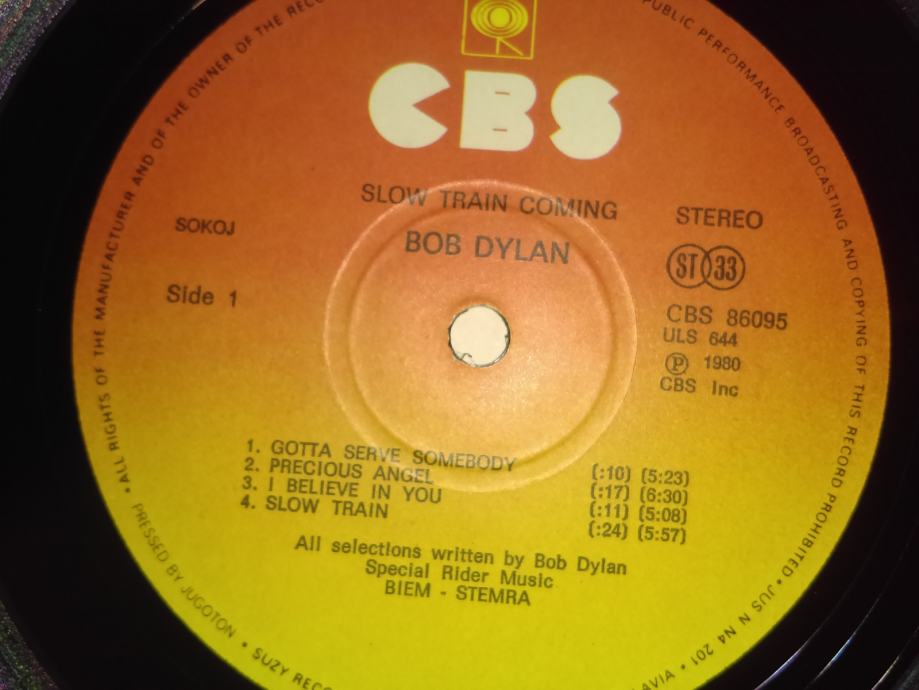 CBS
SLOW TRAIN COMING
BOB DYLAN
SOKOJ
Side 1
STEREO
ST 33
CBS 86095
ULS 644
Ⓟ 1980
CBS Inc
1. GOTTA SERVE SOMEBODY (:10) (5:23)
2. PRECIOUS ANGEL (:17) (6:30)
3. I BELIEVE IN YOU (:11) (5:08)
4. SLOW TRAIN (:24) (5:57)
All selections written by Bob Dylan
Special Rider Music
BIEM - STEMRA
• ALL RIGHTS OF THE MANUFACTURER AND OF THE OWNER OF THE
PUBLIC PERFORMANCE BROADCASTING AND COPYING OF THIS RECORD PROHIBITED • JUS N N4 201 •
PRESSED BY JUGOTON • SUZY